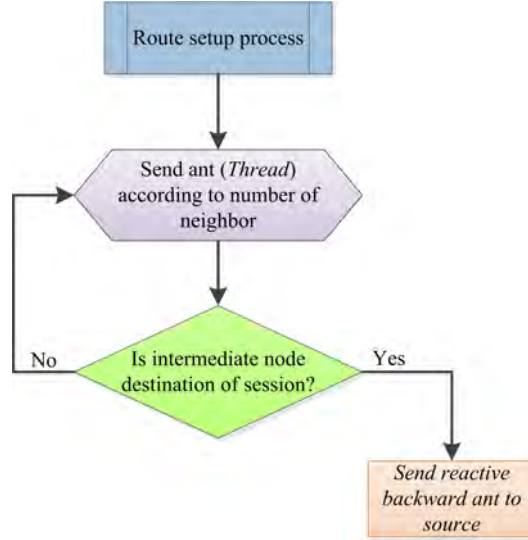 Route setup process
Send ant (Thread)
according to number of
neighbor
Is intermediate node
destination of session?
No
Yes
Send reactive
backward ant to
source